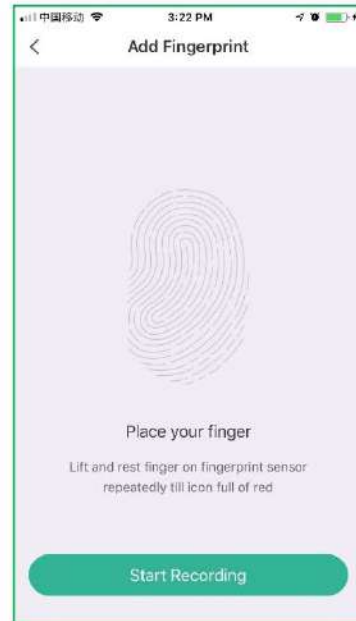 中国移动 3:22 PM
Add Fingerprint
Place your finger
Lift and rest finger on fingerprint sensor
repeatedly till icon full of red
Start Recording